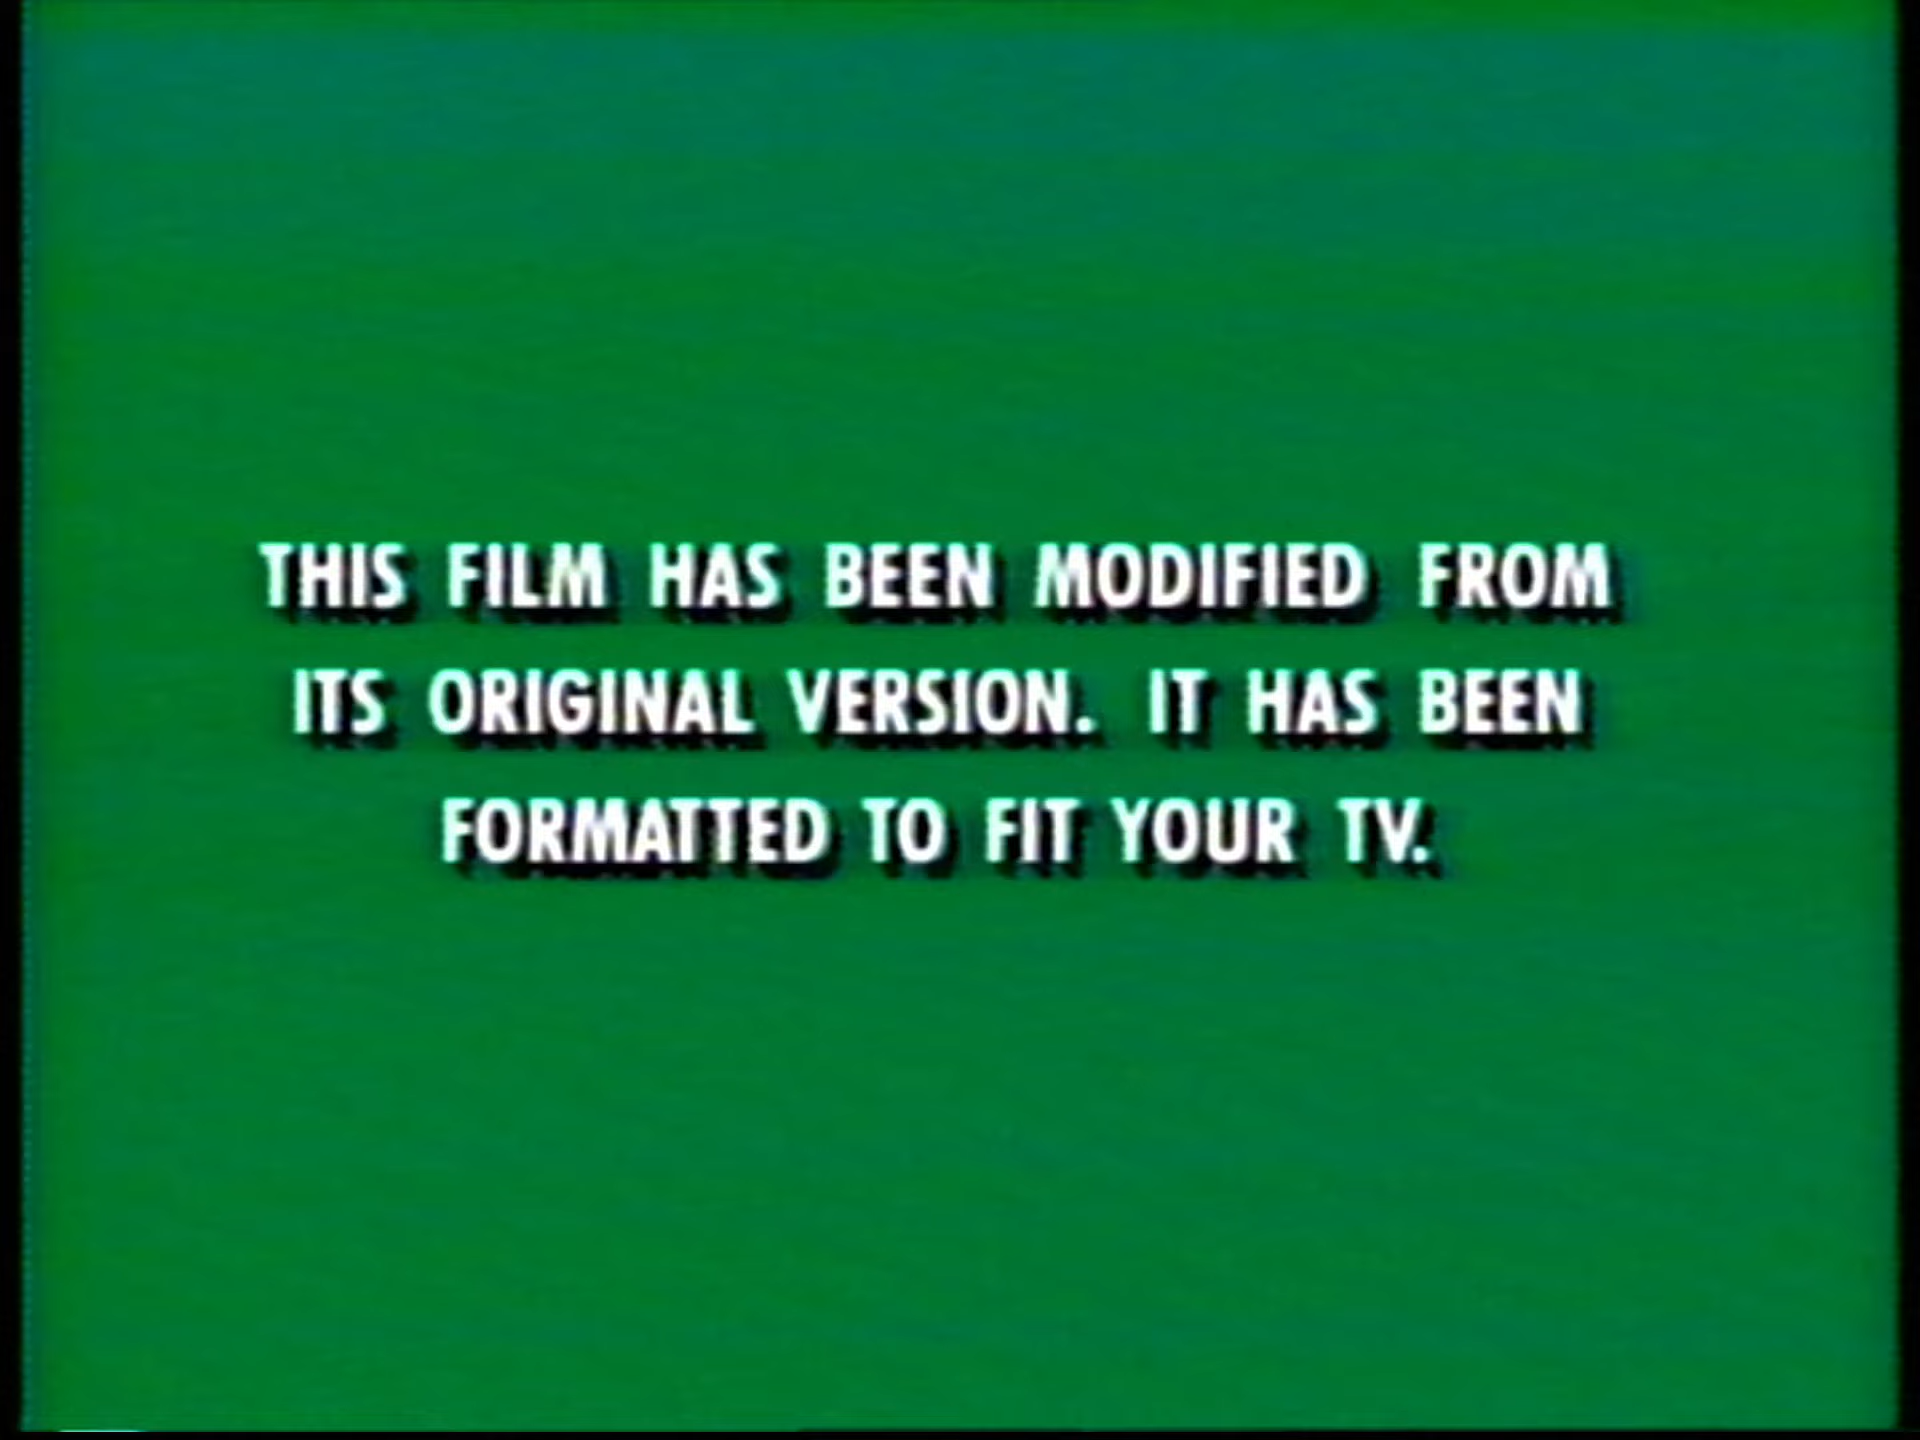 THIS FILM HAS BEEN MODIFIED FROM
ITS ORIGINAL VERSION. IT HAS BEEN
FORMATTED TO FIT YOUR TV.